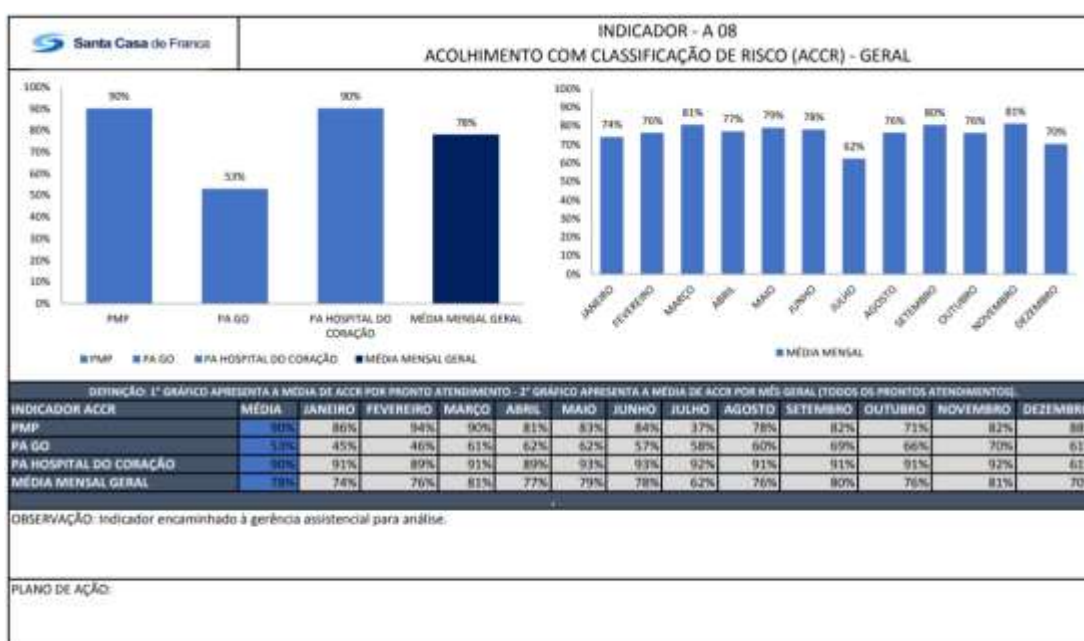 Santa Casa de Franca
INDICADOR - A 08
ACOLHIMENTO COM CLASSIFICAÇÃO DE RISCO (ACCR) - GERAL
100%
90%
80%
70%
60%
50%
40%
30%
20%
10%
0%
90%
53%
90%
78%
PMP
PA GO
PA HOSPITAL DO CORAÇÃO
MÉDIA MENSAL GERAL
PMP PA GO PA HOSPITAL DO CORAÇÃO MÉDIA MENSAL GERAL
100%
90%
80%
70%
60%
50%
40%
30%
20%
10%
0%
74% 76% 81% 77% 79% 78% 62% 76% 80% 76% 81% 70%
JANEIRO FEVEREIRO MARÇO ABRIL MAIO JUNHO JULHO AGOSTO SETEMBRO OUTUBRO NOVEMBRO DEZEMBRO
MÉDIA MENSAL
DEFINIÇÃO: 1° GRÁFICO APRESENTA A MÉDIA DE ACCR POR PRONTO ATENDIMENTO - 2° GRÁFICO APRESENTA A MÉDIA DE ACCR POR MÊS GERAL (TODOS OS PRONTOS ATENDIMENTOS).
INDICADOR ACCR MÉDIA JANEIRO FEVEREIRO MARÇO ABRIL MAIO JUNHO JULHO AGOSTO SETEMBRO OUTUBRO NOVEMBRO DEZEMBR
PMP 90% 86% 94% 90% 81% 83% 84% 37% 78% 82% 71% 82% 88
PA GO 53% 45% 46% 61% 62% 62% 57% 58% 60% 69% 66% 70% 61
PA HOSPITAL DO CORAÇÃO 90% 91% 89% 91% 89% 93% 93% 92% 91% 91% 91% 92% 61
MÉDIA MENSAL GERAL 78% 74% 76% 81% 77% 79% 78% 62% 76% 80% 76% 81% 70
OBSERVAÇÃO: Indicador encaminhado à gerência assistencial para análise.
PLANO DE AÇÃO: